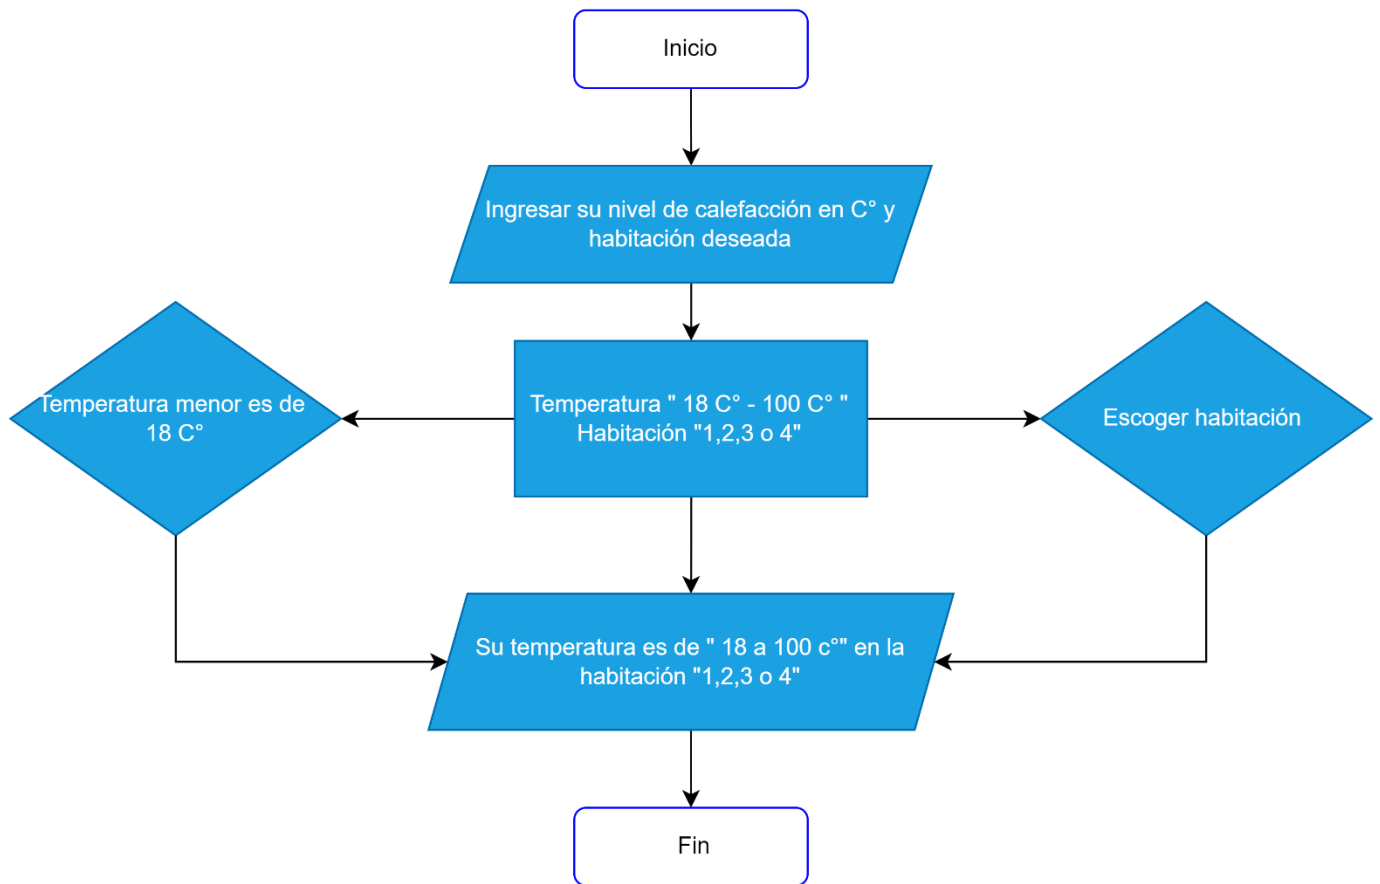 Inicio
Ingresar su nivel de calefacción en C° y
habitación deseada
Temperatura menor es de
18 C°
Temperatura " 18 C° - 100 C° "
Habitación "1,2,3 o 4"
Escoger habitación
Su temperatura es de " 18 a 100 c°" en la
habitación "1,2,3 o 4"
Fin